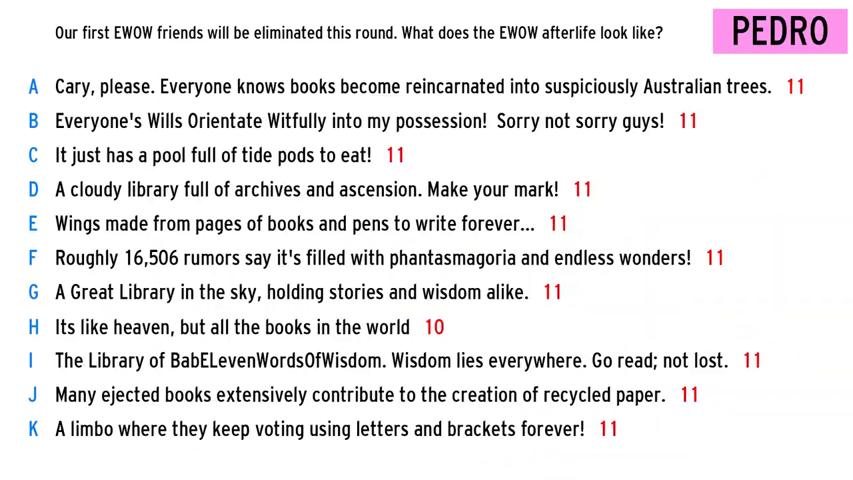 Our first EWOW friends will be eliminated this round. What does the EWOW afterlife look like?
PEDRO
A Cary, please. Everyone knows books become reincarnated into suspiciously Australian trees. 11
B Everyone's Wills Orientate Witfully into my possession! Sorry not sorry guys! 11
C It just has a pool full of tide pods to eat! 11
D A cloudy library full of archives and ascension. Make your mark! 11
E Wings made from pages of books and pens to write forever... 11
F Roughly 16,506 rumors say it's filled with phantasmagoria and endless wonders! 11
G A Great Library in the sky, holding stories and wisdom alike. 11
H Its like heaven, but all the books in the world 10
I The Library of BabELevenWordsOfWisdom. Wisdom lies everywhere. Go read; not lost. 11
J Many ejected books extensively contribute to the creation of recycled paper. 11
K A limbo where they keep voting using letters and brackets forever! 11